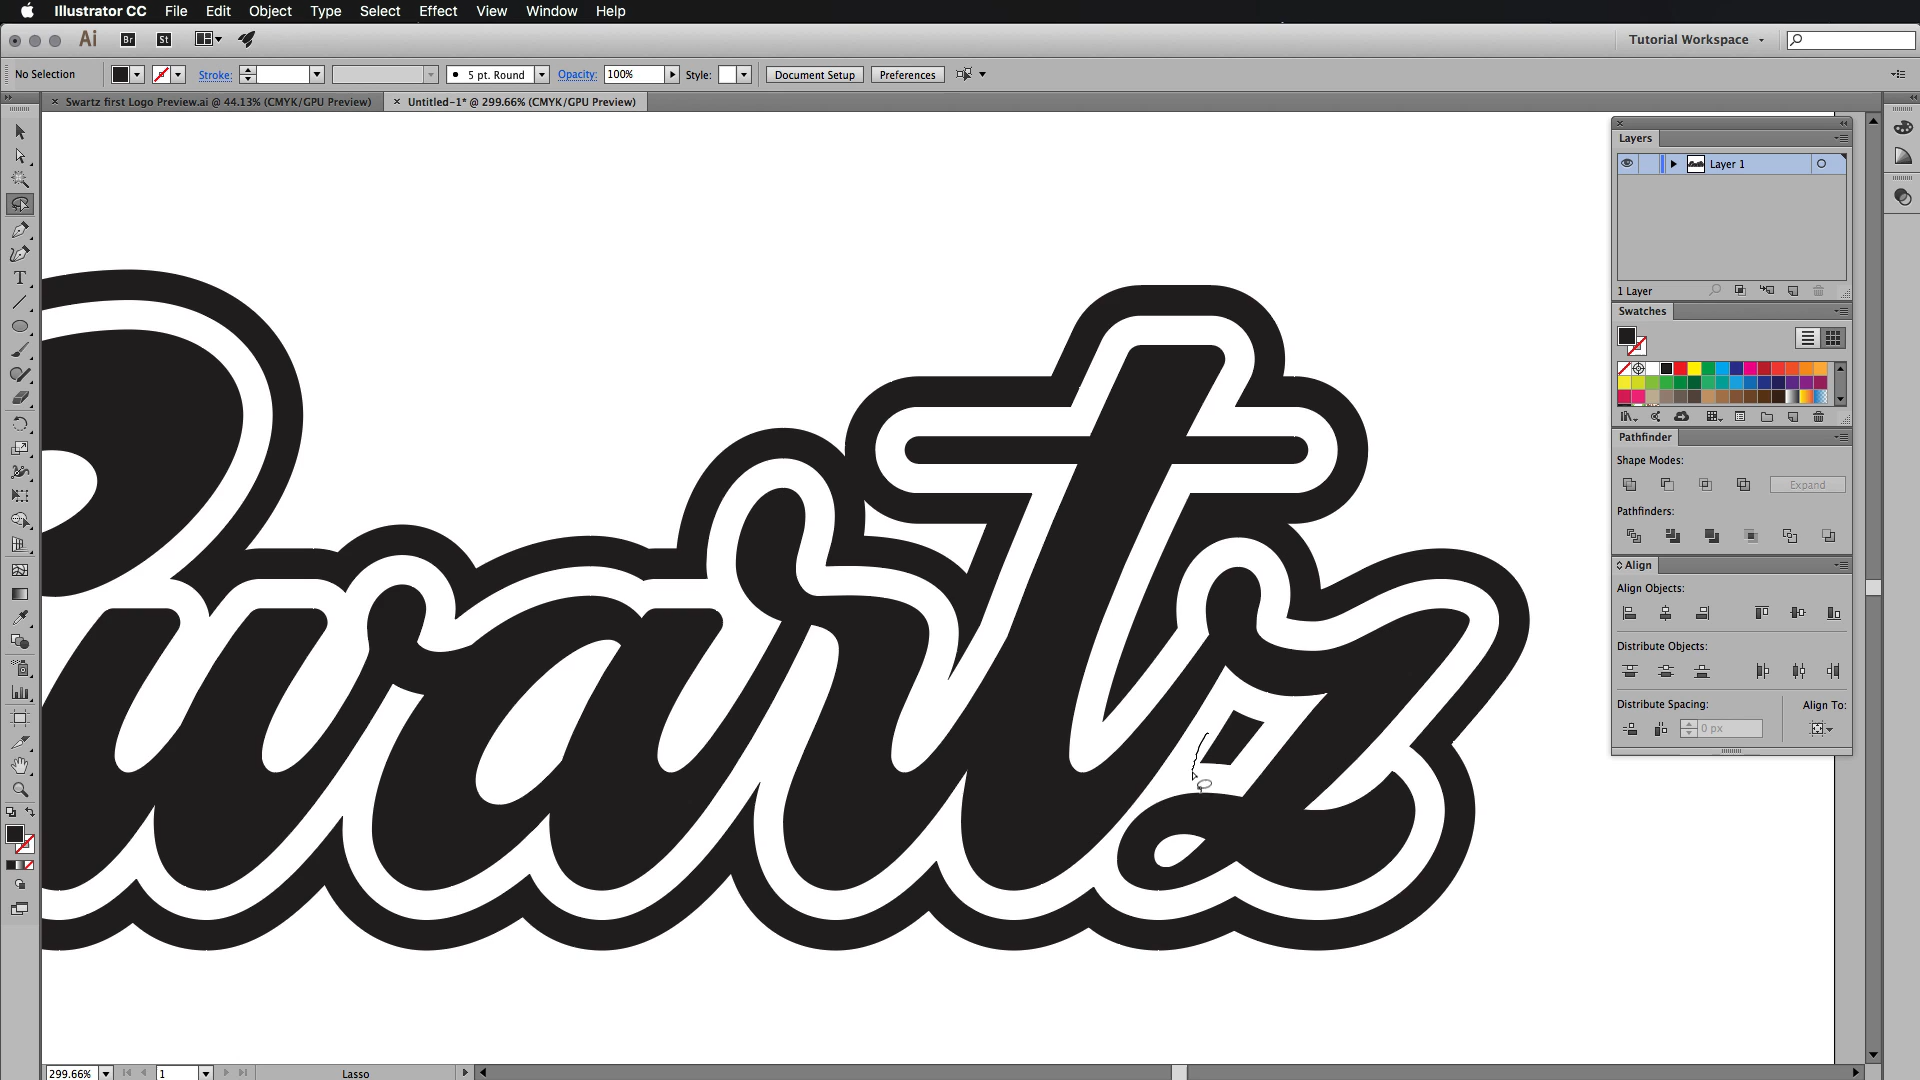 Illustrator CC File Edit Object Type Select Effect View Window Help
Ai Br St Tutorial Workspace
No Selection Stroke: 5 pt. Round Opacity: 100% Style: Document Setup Preferences
Swartz first Logo Preview.ai @ 44.13% (CMYK/GPU Preview) Untitled-1* @ 299.66% (CMYK/GPU Preview)
Layers
Layer 1
1 Layer
Swatches
Pathfinder
Shape Modes:
Expand
Pathfinders:
Align
Align Objects:
Distribute Objects:
Distribute Spacing: Align To:
0 px
wartz
T
299.66% 1 Lasso